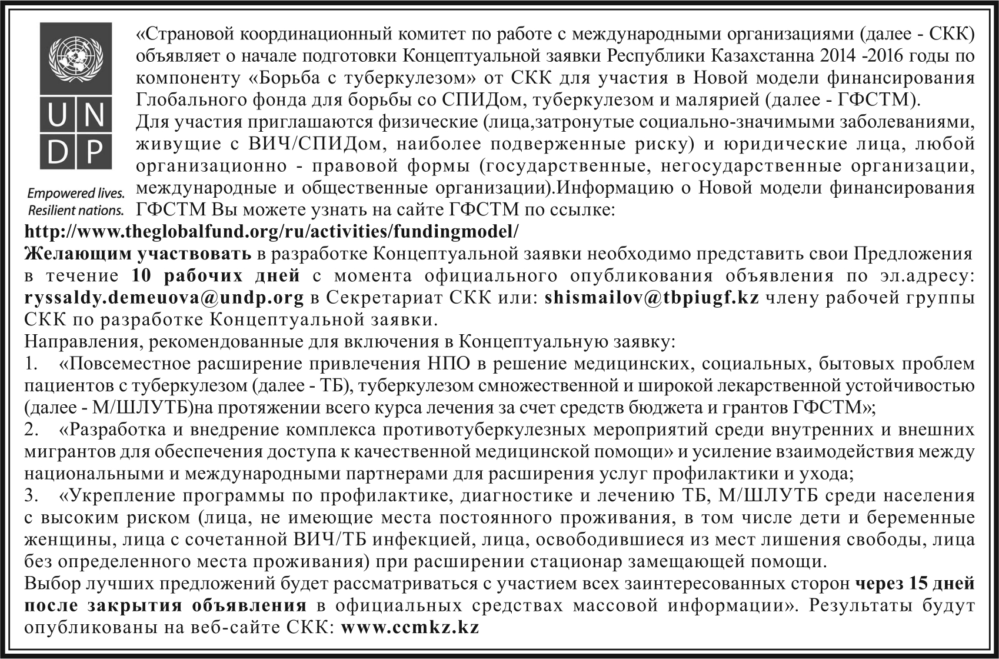 UN
DP
Empowered lives.
Resilient nations.
«Страновой координационный комитет по работе с международными организациями (далее - СКК)
объявляет о начале подготовки Концептуальной заявки Республики Казахстанна 2014 -2016 годы по
компоненту «Борьба с туберкулезом» от СКК для участия в Новой модели финансирования
Глобального фонда для борьбы со СПИДом, туберкулезом и малярией (далее - ГФСТМ).
Для участия приглашаются физические (лица,затронутые социально-значимыми заболеваниями,
живущие с ВИЧ/СПИДом, наиболее подверженные риску) и юридические лица, любой
организационно - правовой формы (государственные, негосударственные организации,
международные и общественные организации).Информацию о Новой модели финансирования
ГФСТМ Вы можете узнать на сайте ГФСТМ по ссылке:
http://www.theglobalfund.org/ru/activities/fundingmodel/
Желающим участвовать в разработке Концептуальной заявки необходимо представить свои Предложения
в течение 10 рабочих дней с момента официального опубликования объявления по эл.адресу:
ryssaldy.demeuova@undp.org в Секретариат СКК или: shismailov@tbpiugf.kz члену рабочей группы
СКК по разработке Концептуальной заявки.
Направления, рекомендованные для включения в Концептуальную заявку:
1. «Повсеместное расширение привлечения НПО в решение медицинских, социальных, бытовых проблем
пациентов с туберкулезом (далее - ТБ), туберкулезом смножественной и широкой лекарственной устойчивостью
(далее - М/ШЛУТБ)на протяжении всего курса лечения за счет средств бюджета и грантов ГФСТМ»;
2. «Разработка и внедрение комплекса противотуберкулезных мероприятий среди внутренних и внешних
мигрантов для обеспечения доступа к качественной медицинской помощи» и усиление взаимодействия между
национальными и международными партнерами для расширения услуг профилактики и ухода;
3. «Укрепление программы по профилактике, диагностике и лечению ТБ, М/ШЛУТБ среди населения
с высоким риском (лица, не имеющие места постоянного проживания, в том числе дети и беременные
женщины, лица с сочетанной ВИЧ/ТБ инфекцией, лица, освободившиеся из мест лишения свободы, лица
без определенного места проживания) при расширении стационар замещающей помощи.
Выбор лучших предложений будет рассматриваться с участием всех заинтересованных сторон через 15 дней
после закрытия объявления в официальных средствах массовой информации». Результаты будут
опубликованы на веб-сайте СКК: www.ccmkz.kz